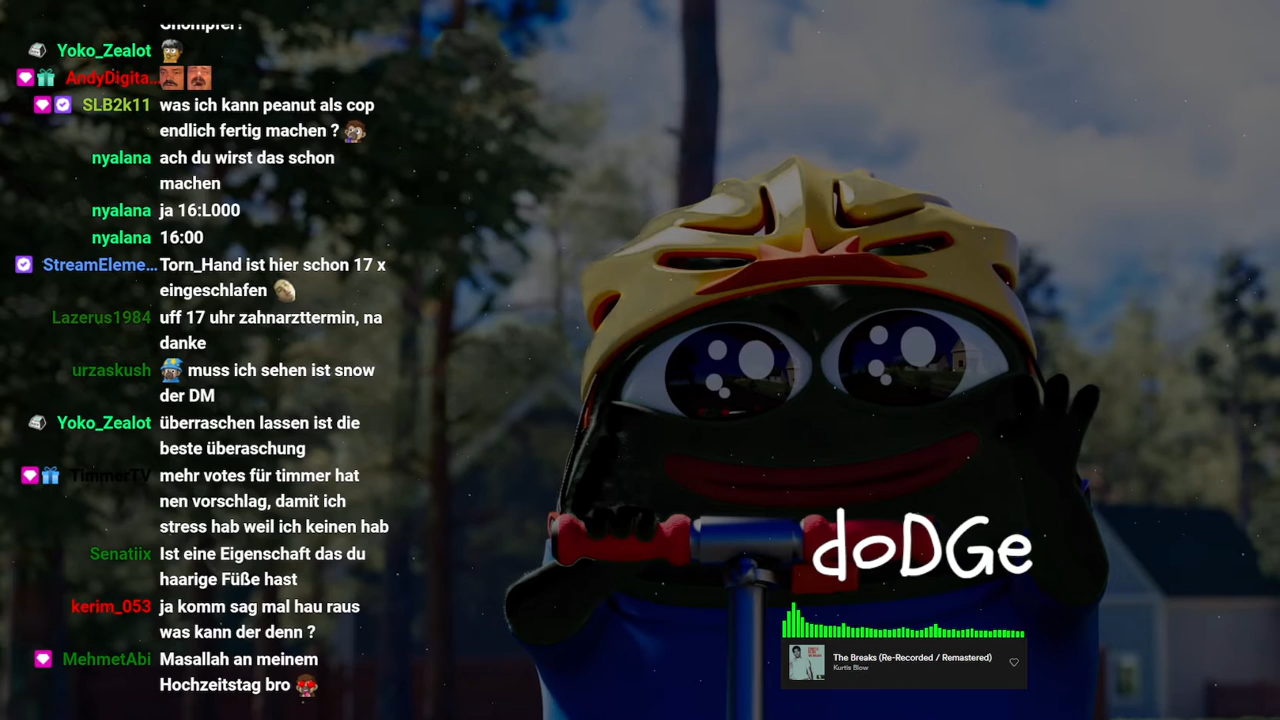 Yoko_Zealot
AndyDigita...
SLB2k11 was ich kann peanut als cop
endlich fertig machen ?
nyalana ach du wirst das schon
machen
nyalana ja 16:L000
nyalana 16:00
StreamEleme... Torn_Hand ist hier schon 17 x
eingeschlafen
Lazerus1984 uff 17 uhr zahnarzttermin, na
danke
urzaskush muss ich sehen ist snow
der DM
Yoko_Zealot überraschen lassen ist die
beste überaschung
TimmerTV mehr votes für timmer hat
nen vorschlag, damit ich
stress hab weil ich keinen hab
Senatiix Ist eine Eigenschaft das du
haarige Füße hast
kerim_053 ja komm sag mal hau raus
was kann der denn ?
MehmetAbi Masallah an meinem
Hochzeitstag bro
doDGe
The Breaks (Re-Recorded / Remastered)
Kurtis Blow